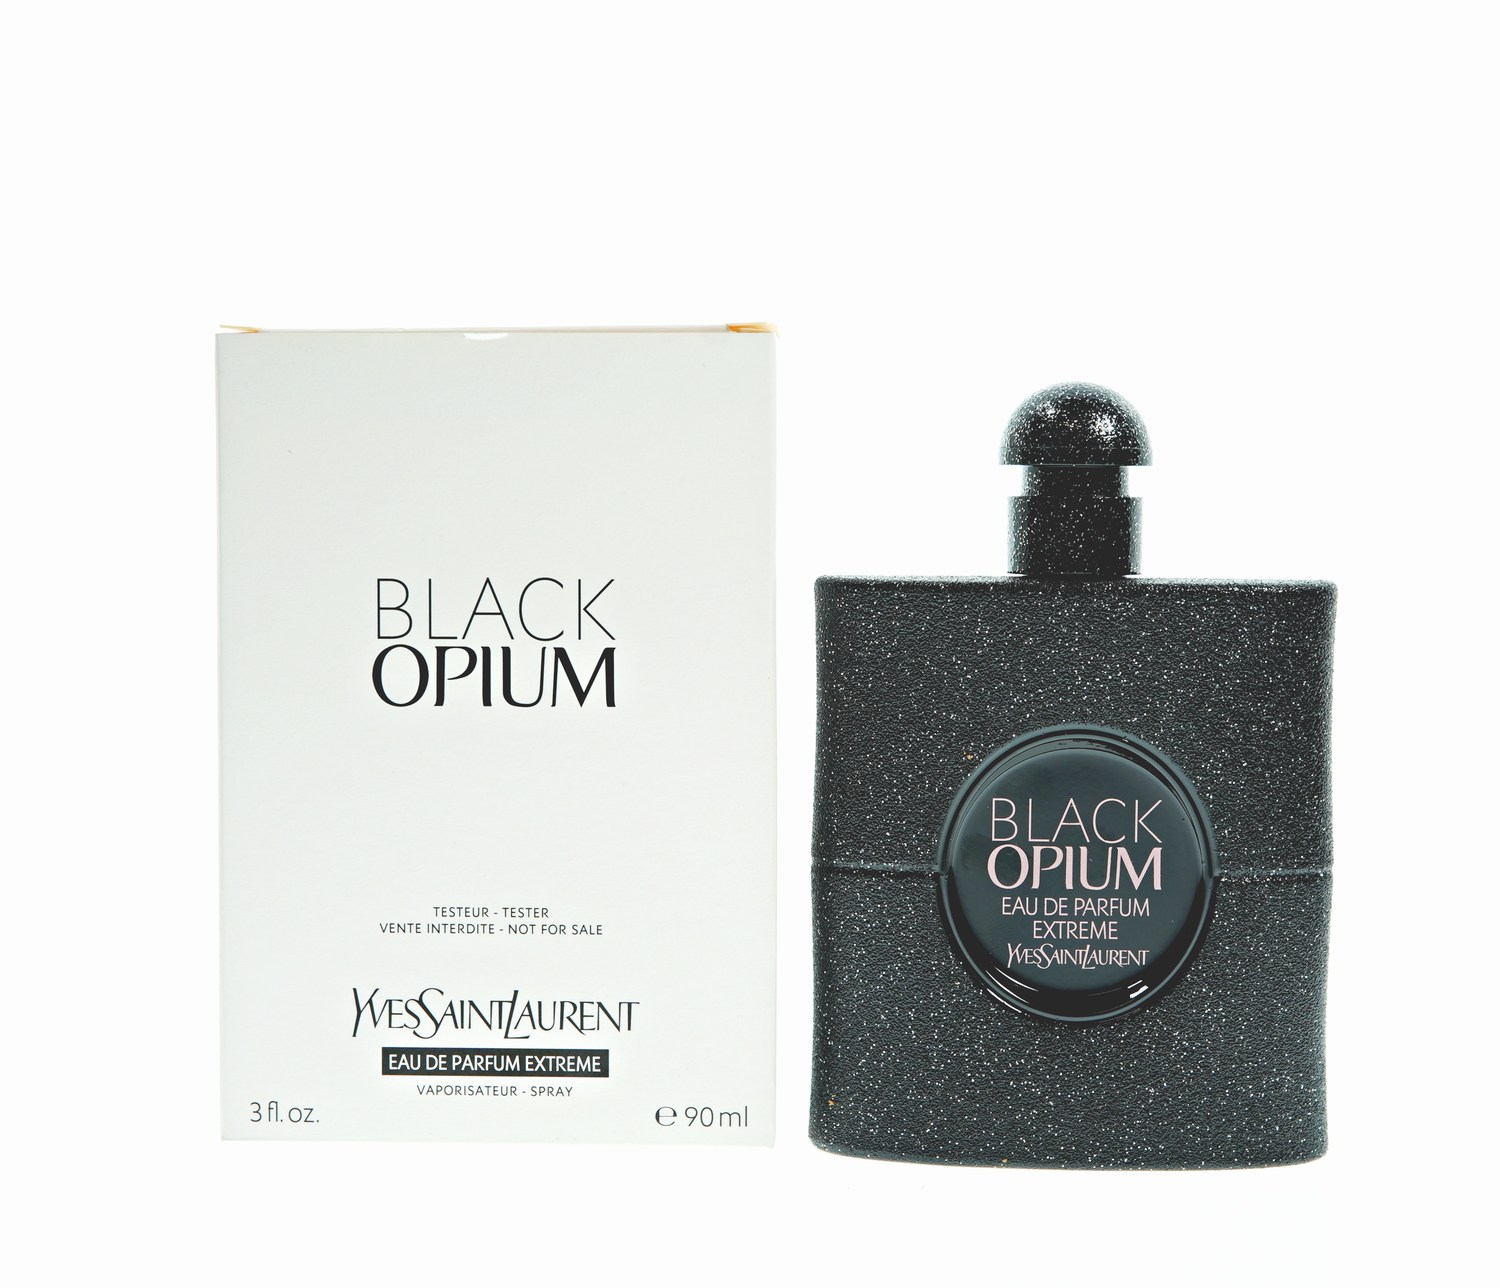 BLACK
OPIUM
TESTEUR - TESTER
VENTE INTERDITE - NOT FOR SALE
YVESSAINTLAURENT
EAU DE PARFUM EXTREME
VAPORISATEUR - SPRAY
3 fl. oz.
℮ 90 ml
BLACK
OPIUM
EAU DE PARFUM
EXTREME
YVESSAINTLAURENT